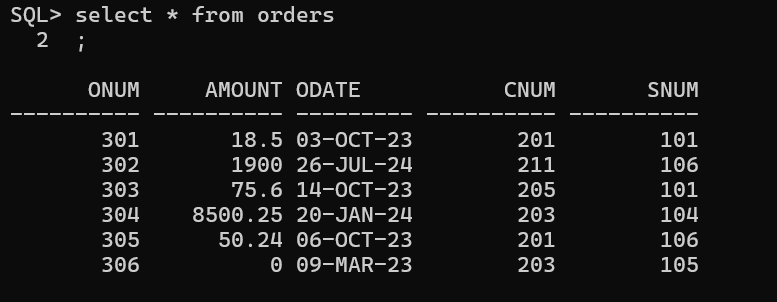 SQL> select * from orders
  2  ;
      ONUM     AMOUNT ODATE           CNUM       SNUM
---------- ---------- --------- ---------- ----------
       301       18.5 03-OCT-23        201        101
       302       1900 26-JUL-24        211        106
       303       75.6 14-OCT-23        205        101
       304    8500.25 20-JAN-24        203        104
       305      50.24 06-OCT-23        201        106
       306          0 09-MAR-23        203        105